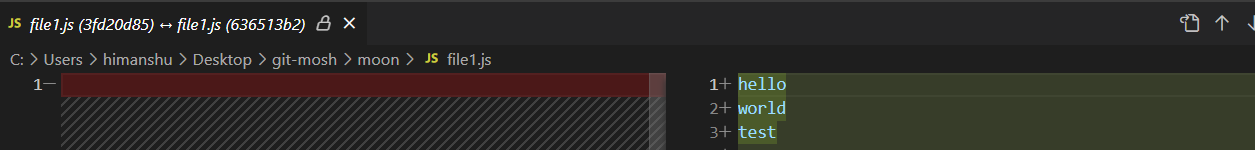 JS file1.js (3fd20d85) ↔ file1.js (636513b2)
C: > Users > himanshu > Desktop > git-mosh > moon > JS file1.js
1− 1+ hello
2+ world
3+ test